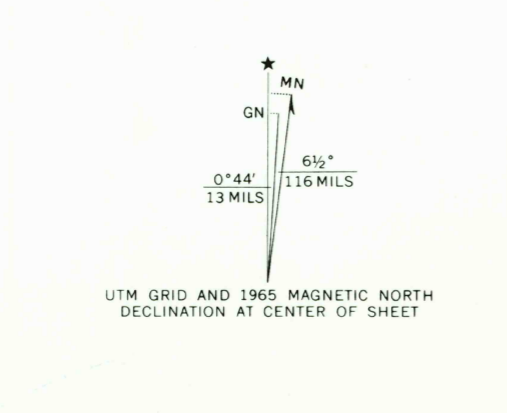 ★
MN
GN
6½°
116 MILS
0°44′
13 MILS
UTM GRID AND 1965 MAGNETIC NORTH
DECLINATION AT CENTER OF SHEET